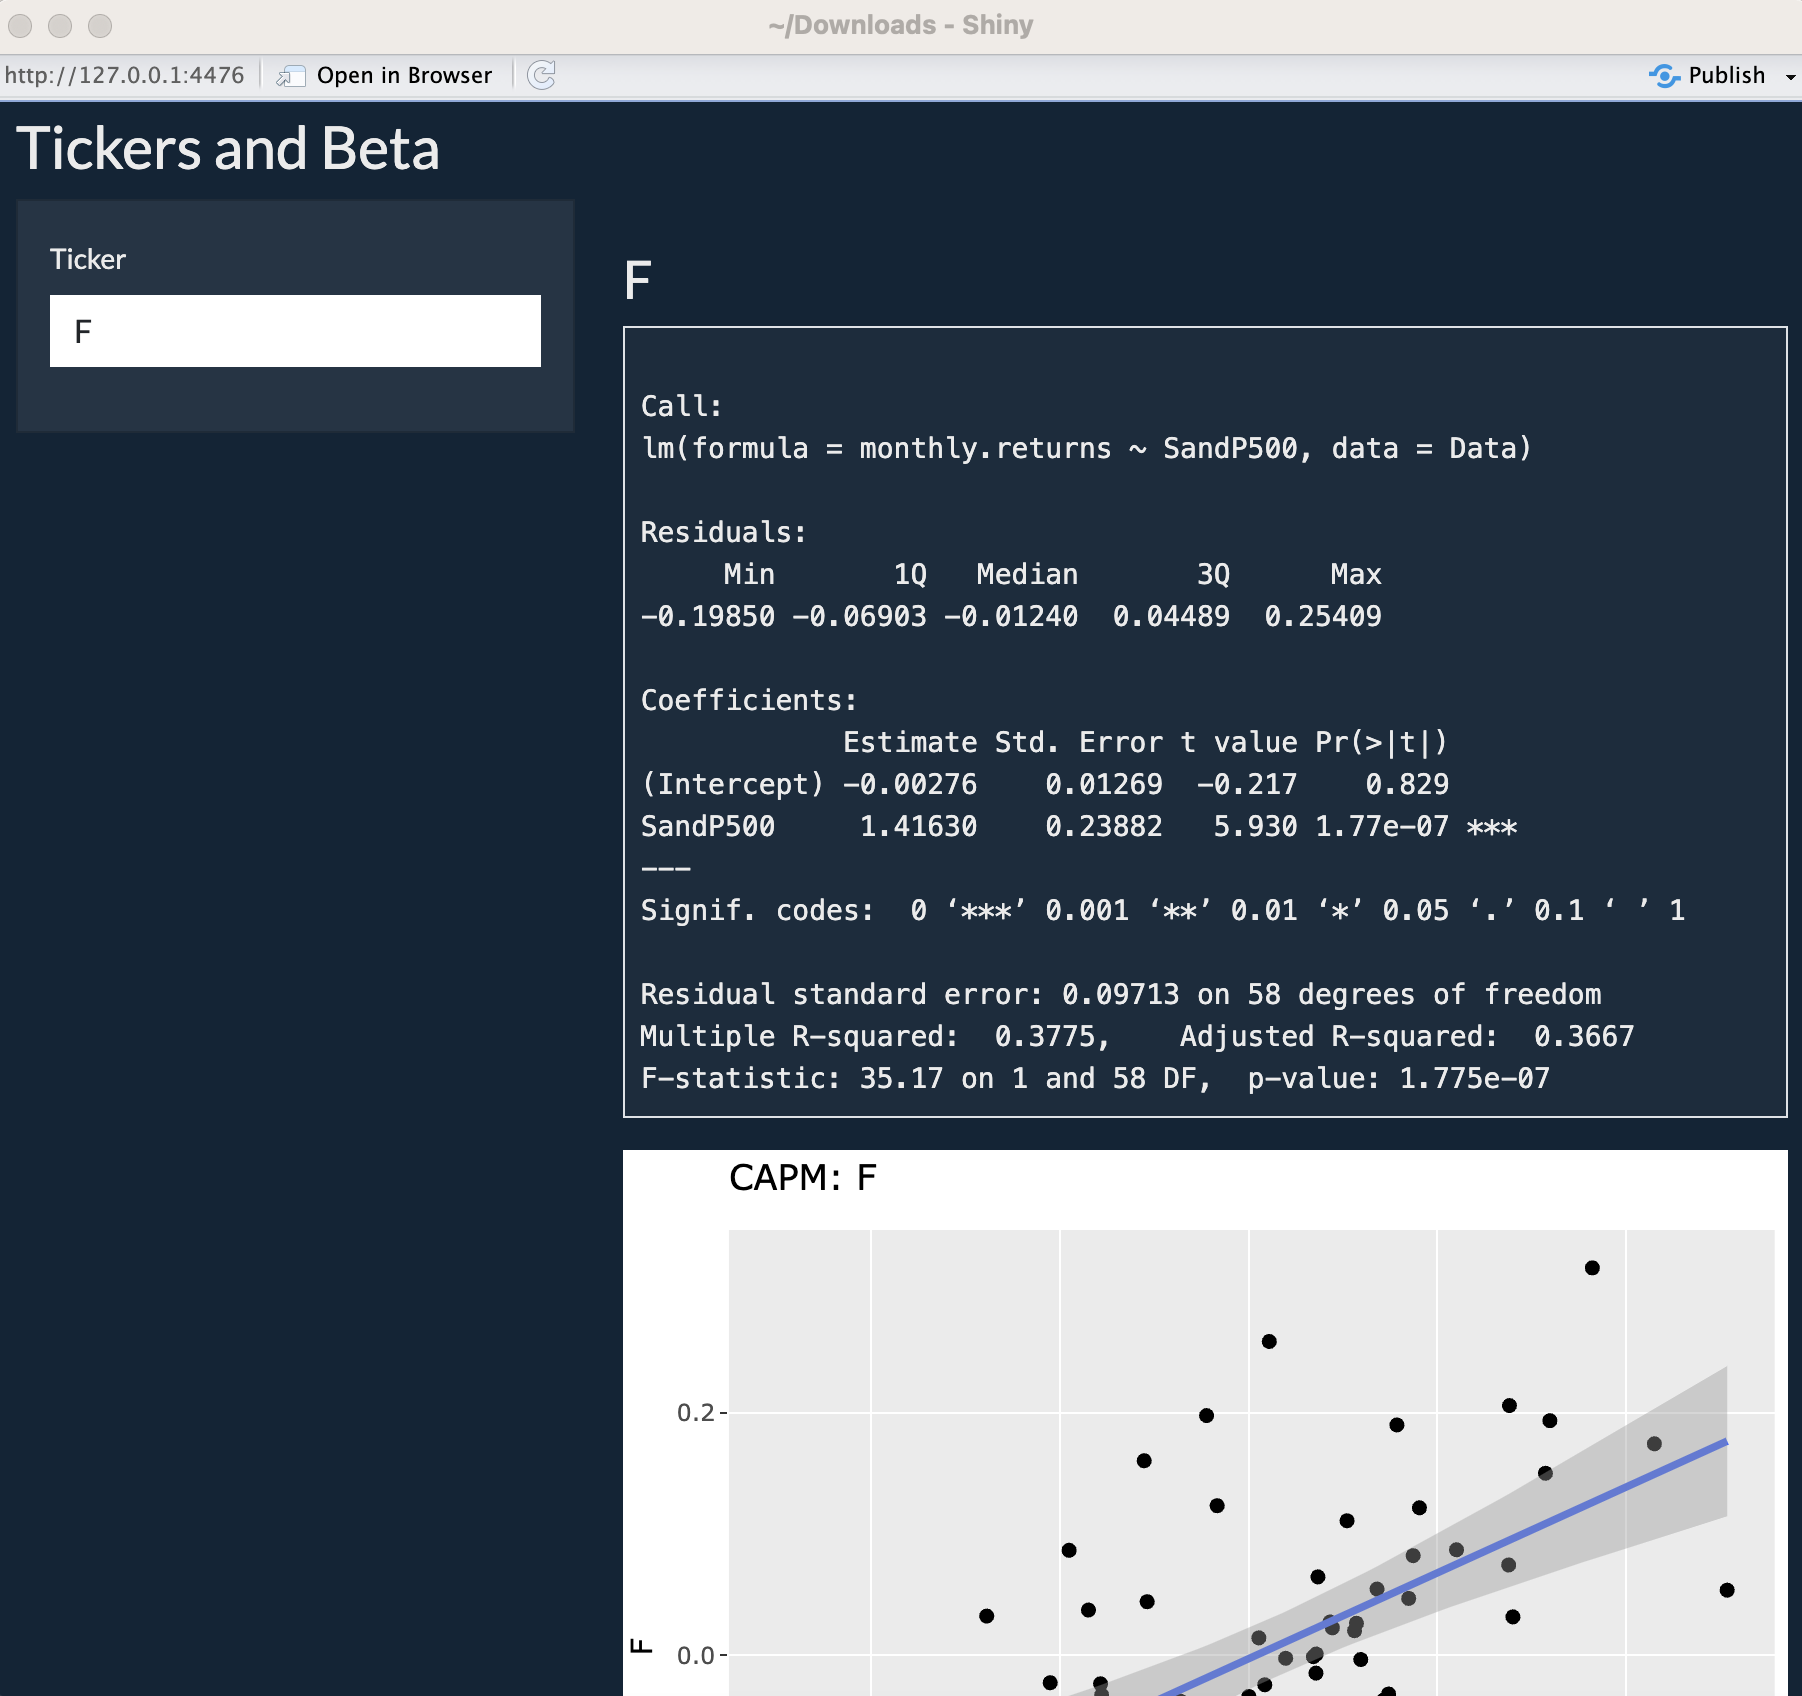 ~/Downloads - Shiny
http://127.0.0.1:4476 Open in Browser Publish
Tickers and Beta
Ticker
F
F
Call:
lm(formula = monthly.returns ~ SandP500, data = Data)
Residuals:
Min 1Q Median 3Q Max
-0.19850 -0.06903 -0.01240 0.04489 0.25409
Coefficients:
Estimate Std. Error t value Pr(>|t|)
(Intercept) -0.00276 0.01269 -0.217 0.829
SandP500 1.41630 0.23882 5.930 1.77e-07 ***
---
Signif. codes: 0 ‘***’ 0.001 ‘**’ 0.01 ‘*’ 0.05 ‘.’ 0.1 ‘ ’ 1
Residual standard error: 0.09713 on 58 degrees of freedom
Multiple R-squared: 0.3775, Adjusted R-squared: 0.3667
F-statistic: 35.17 on 1 and 58 DF, p-value: 1.775e-07
CAPM: F
0.2
F
0.0